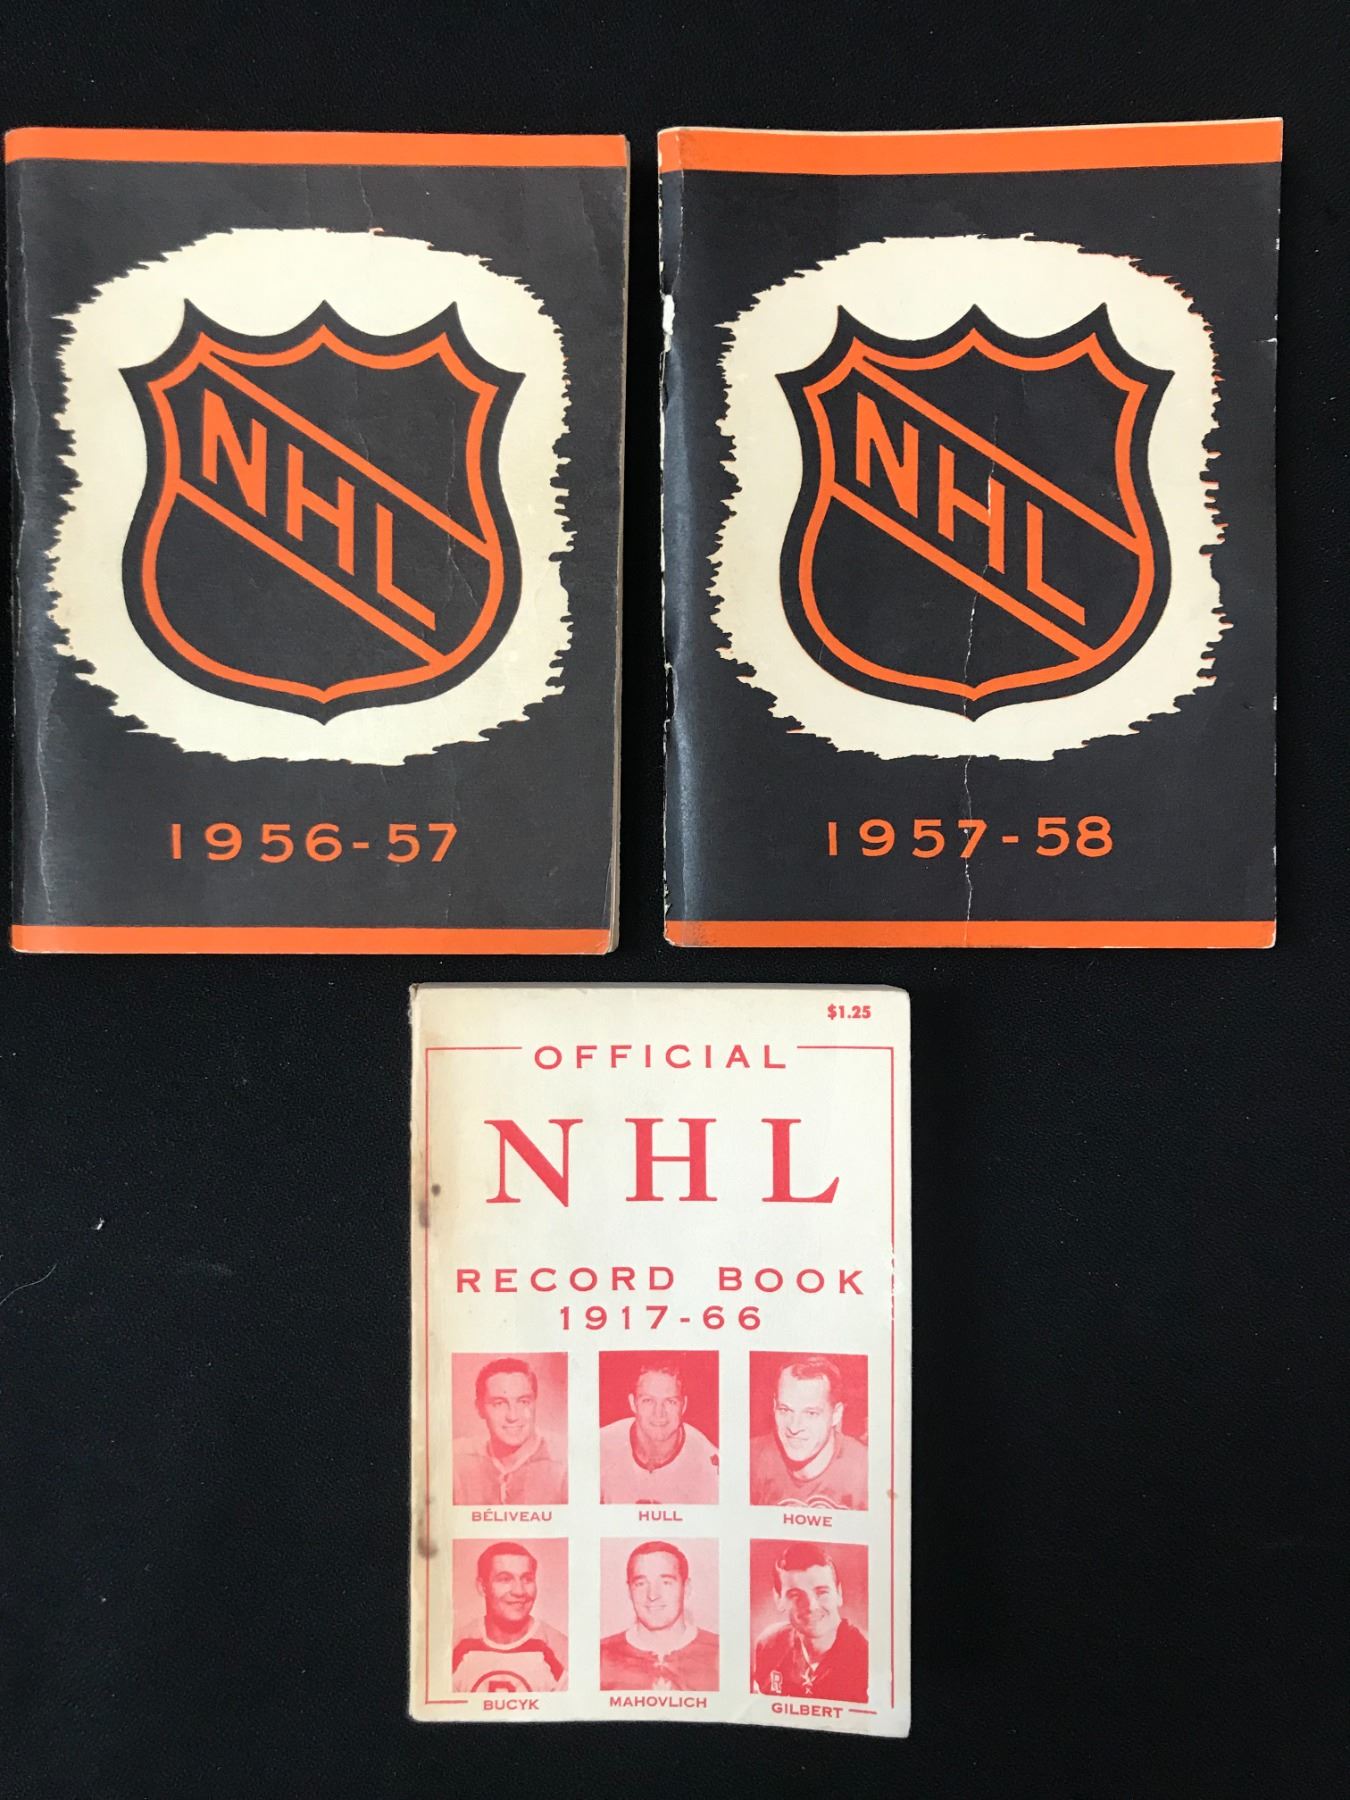 NHL
1956-57
NHL
1957-58
$1.25
OFFICIAL
NHL
RECORD BOOK
1917-66
BÉLIVEAU
HULL
HOWE
BUCYK
MAHOVLICH
GILBERT